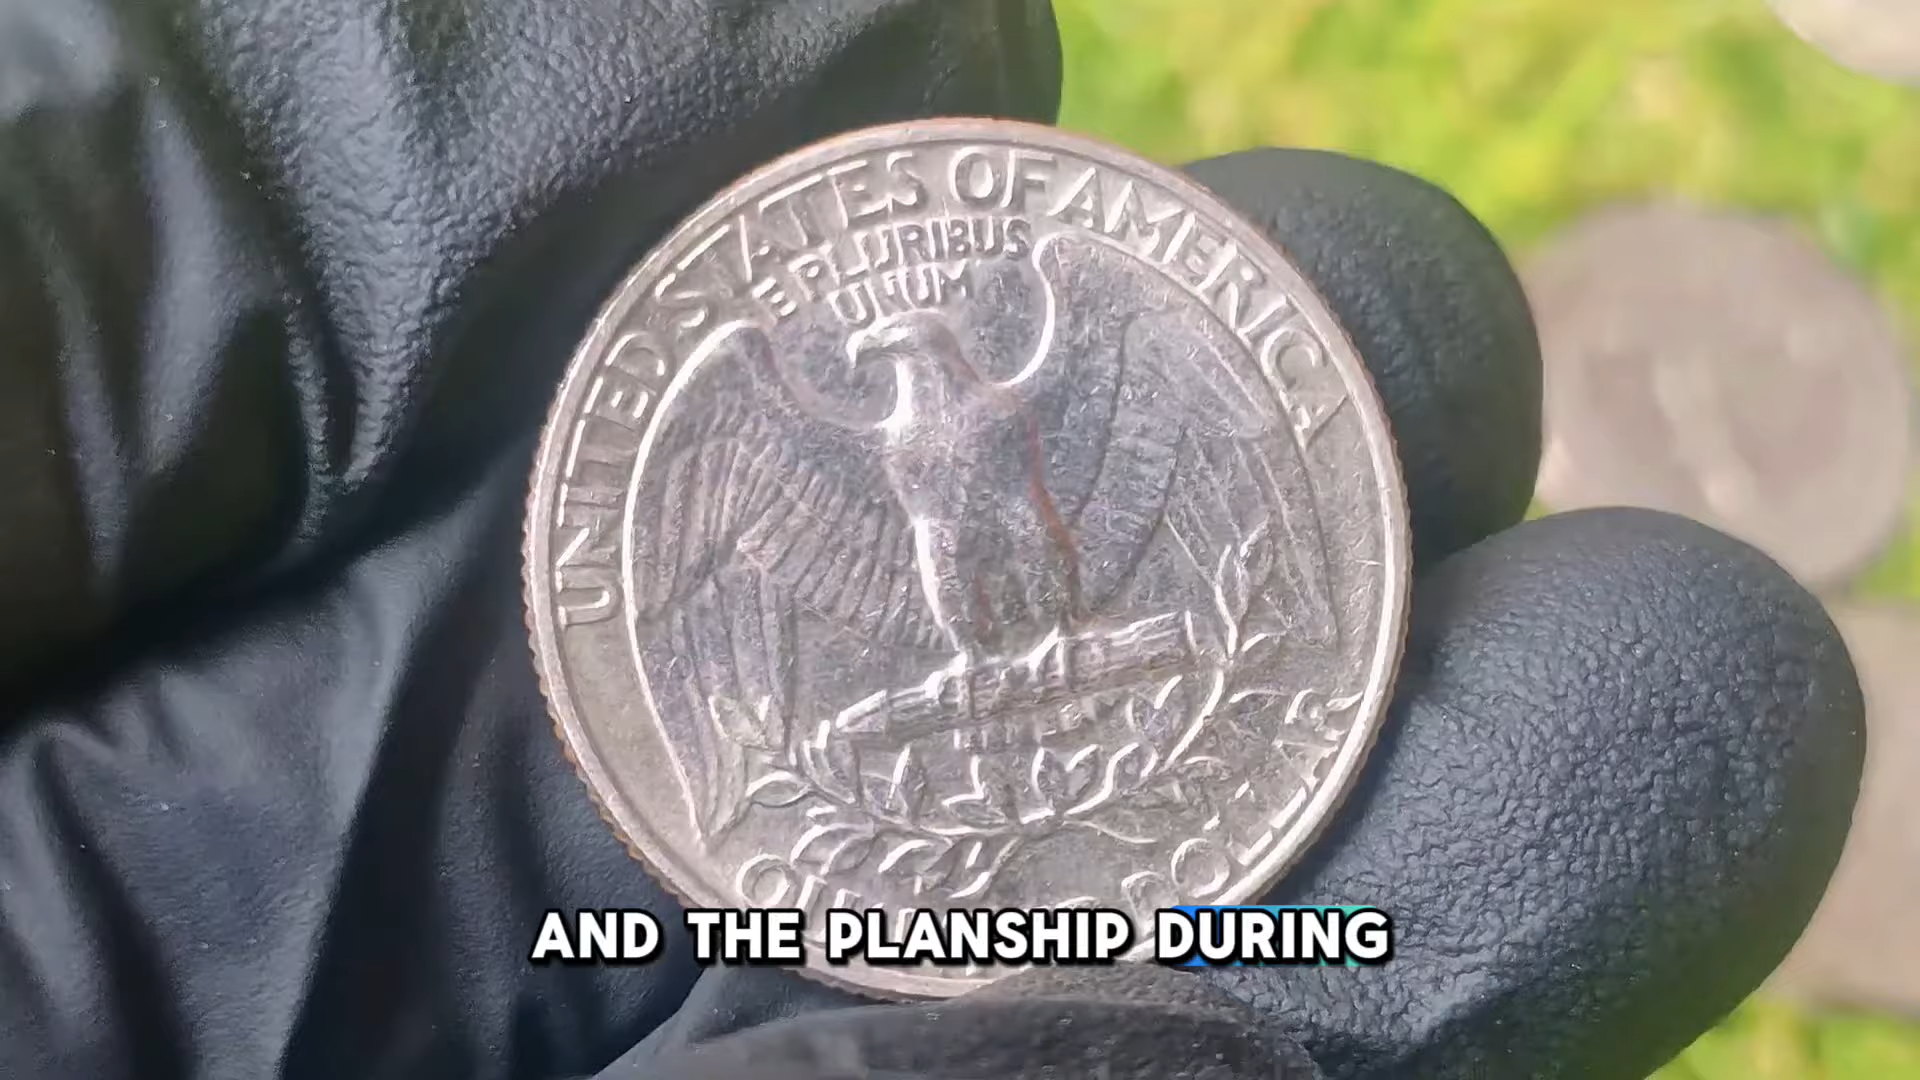 UNITED STATES OF AMERICA
E PLURIBUS
UNUM
AND THE PLANSHIP DURING